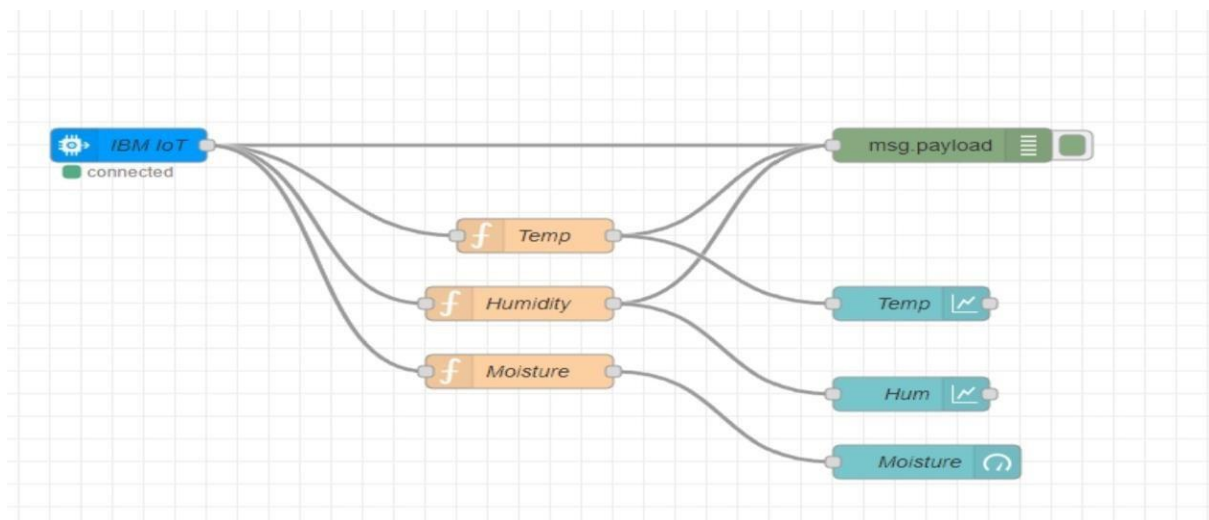 IBM IoT
connected
msg.payload
Temp
Humidity
Moisture
Temp
Hum
Moisture